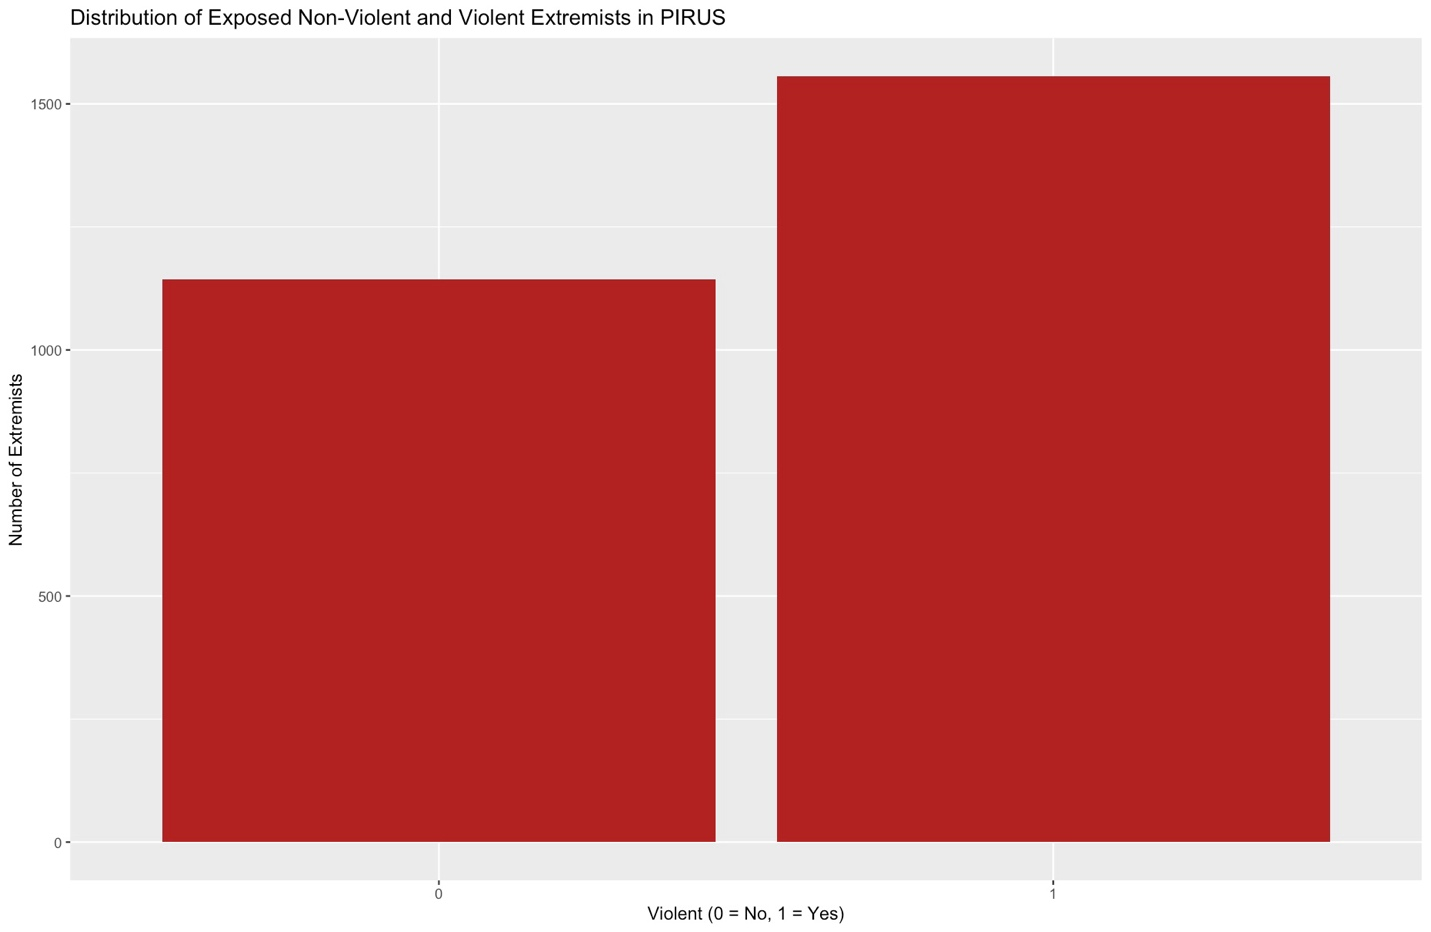 Distribution of Exposed Non-Violent and Violent Extremists in PIRUS
1500
1000
500
0
Number of Extremists
0
1
Violent (0 = No, 1 = Yes)